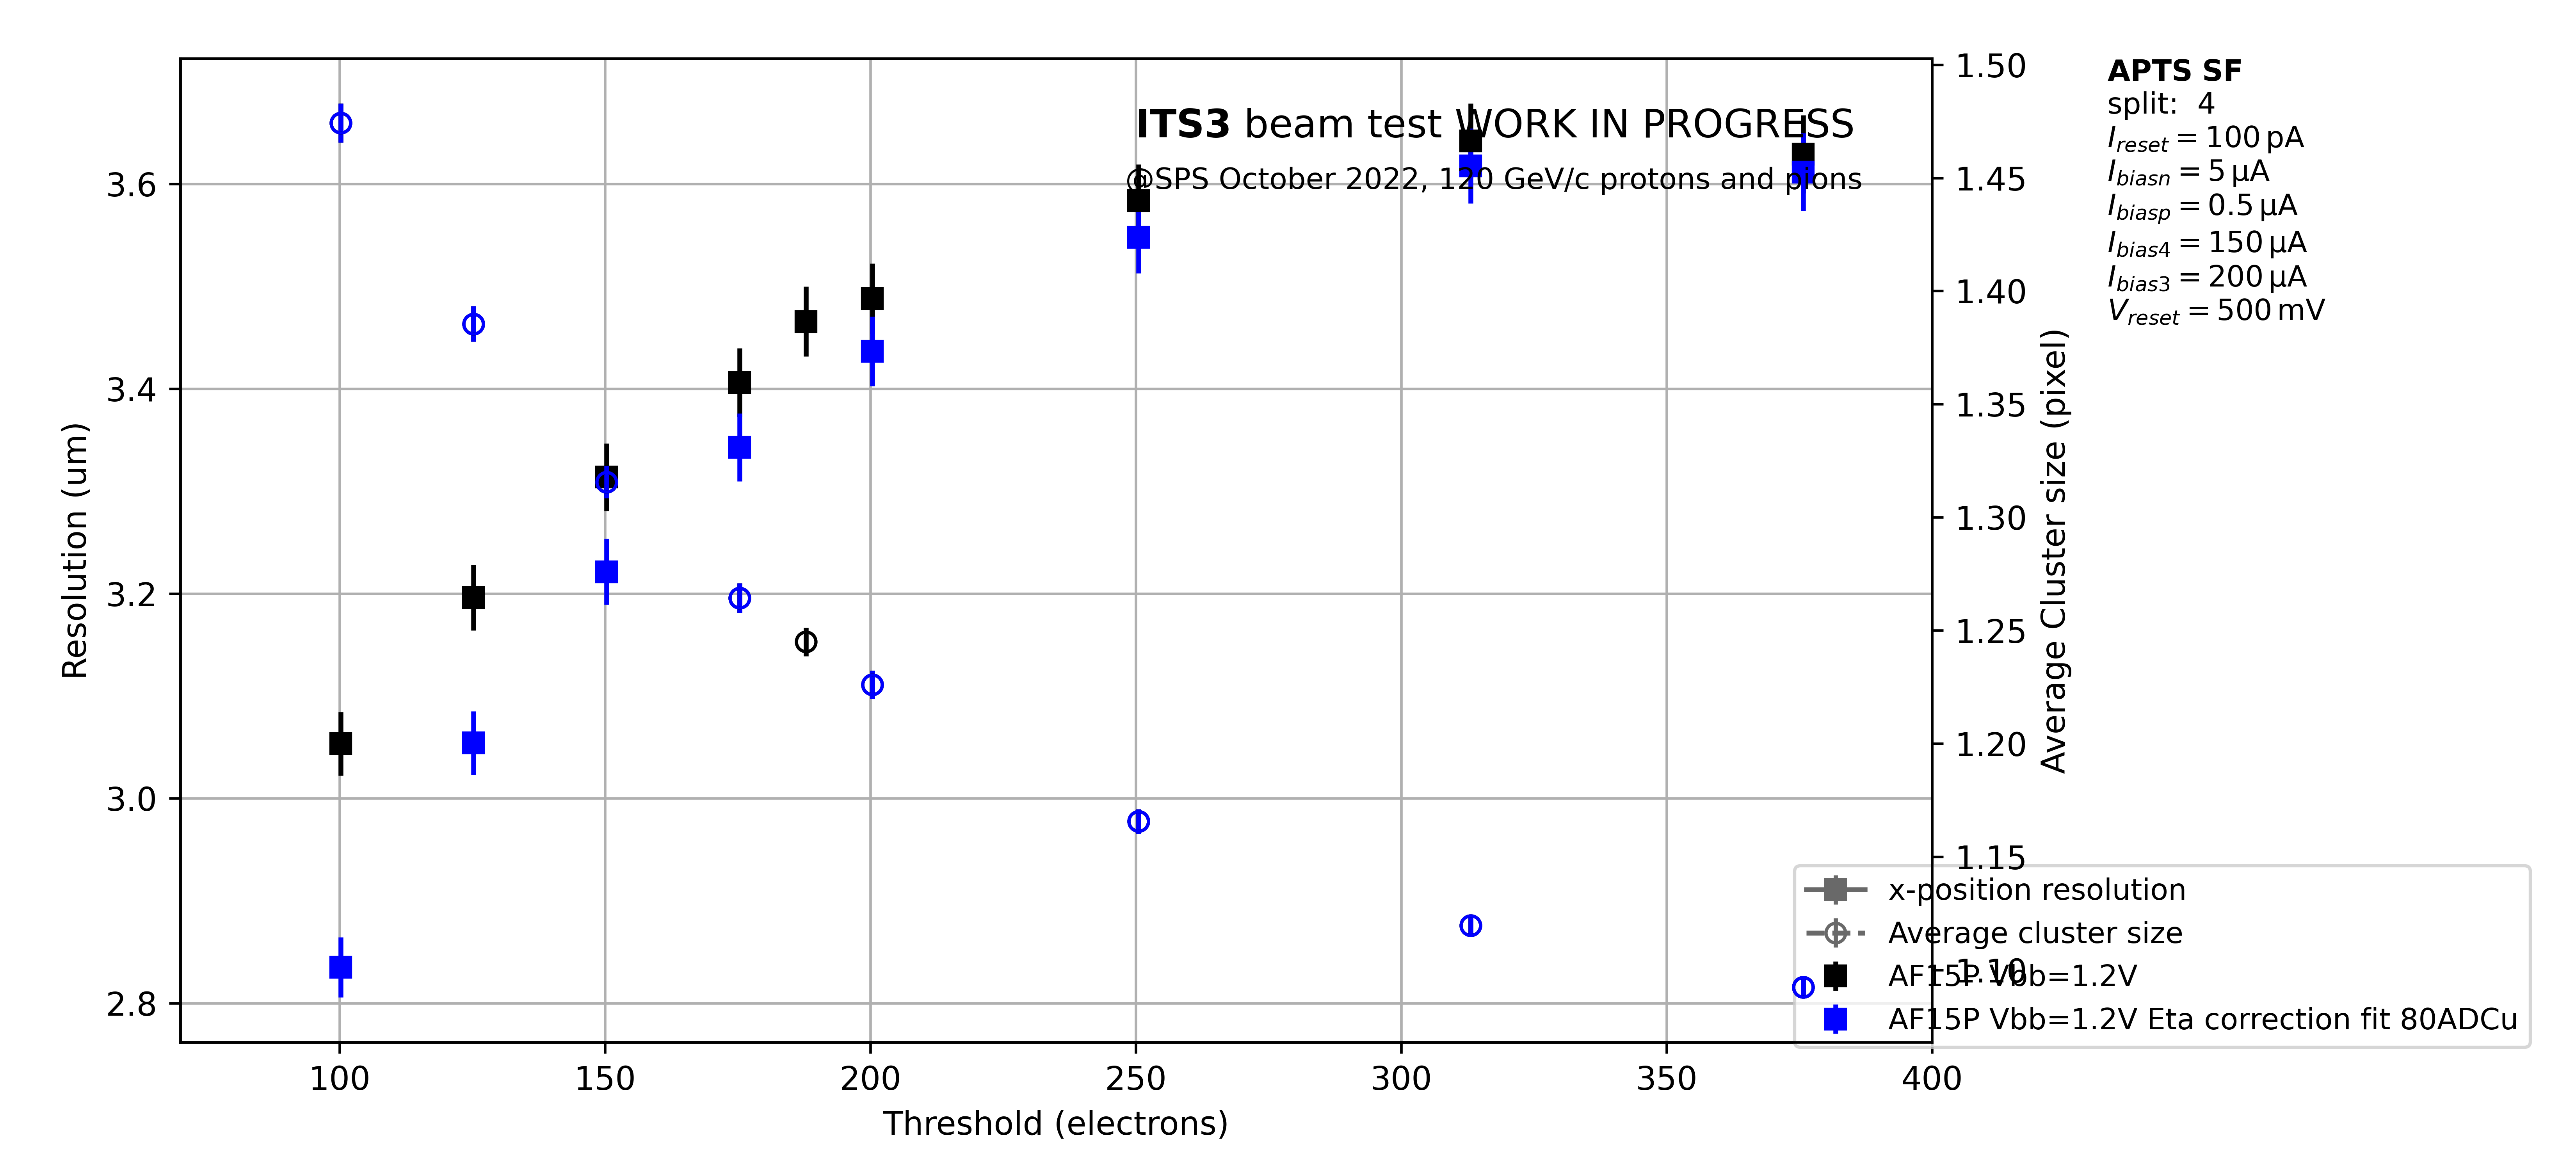 ITS3 beam test WORK IN PROGRESS
@SPS October 2022, 120 GeV/c protons and pions
APTS SF
split: 4
I_reset = 100 pA
I_biasn = 5 µA
I_biasp = 0.5 µA
I_bias4 = 150 µA
I_bias3 = 200 µA
V_reset = 500 mV
Resolution (um)
3.6
3.4
3.2
3.0
2.8
1.50
1.45
1.40
1.35
1.30
1.25
1.20
1.15
1.10
Average Cluster size (pixel)
x-position resolution
Average cluster size
AF15P Vbb=1.2V
AF15P Vbb=1.2V Eta correction fit 80ADCu
100 150 200 250 300 350 400
Threshold (electrons)